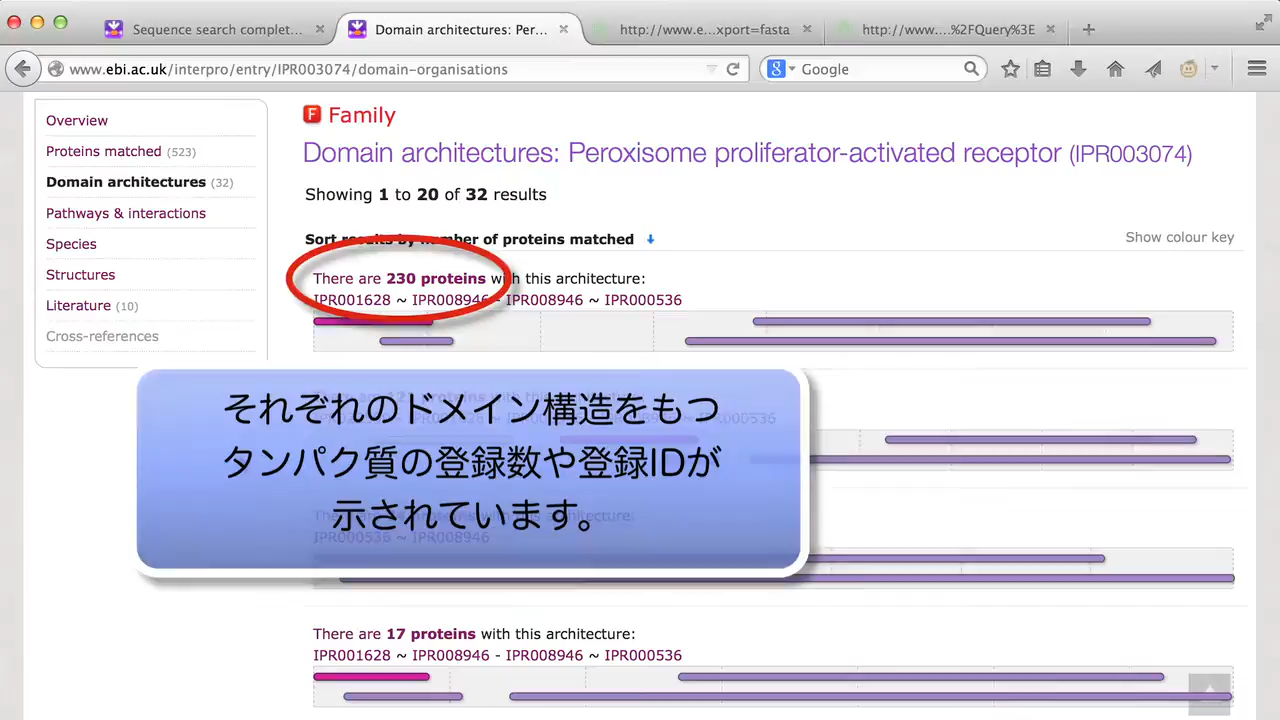 Sequence search complet...
Domain architectures: Per...
http://www.e...xport=fasta
http://www....%2FQuery%3E
www.ebi.ac.uk/interpro/entry/IPR003074/domain-organisations
Google
Overview
Proteins matched (523)
Domain architectures (32)
Pathways & interactions
Species
Structures
Literature (10)
Cross-references
F Family
Domain architectures: Peroxisome proliferator-activated receptor (IPR003074)
Showing 1 to 20 of 32 results
Sort results by number of proteins matched
Show colour key
There are 230 proteins with this architecture:
IPR001628 ~ IPR008946 - IPR008946 ~ IPR000536
それぞれのドメイン構造をもつ
タンパク質の登録数や登録IDが
示されています。
IPR000536 ~ IPR008946
There are 17 proteins with this architecture:
IPR001628 ~ IPR008946 - IPR008946 ~ IPR000536